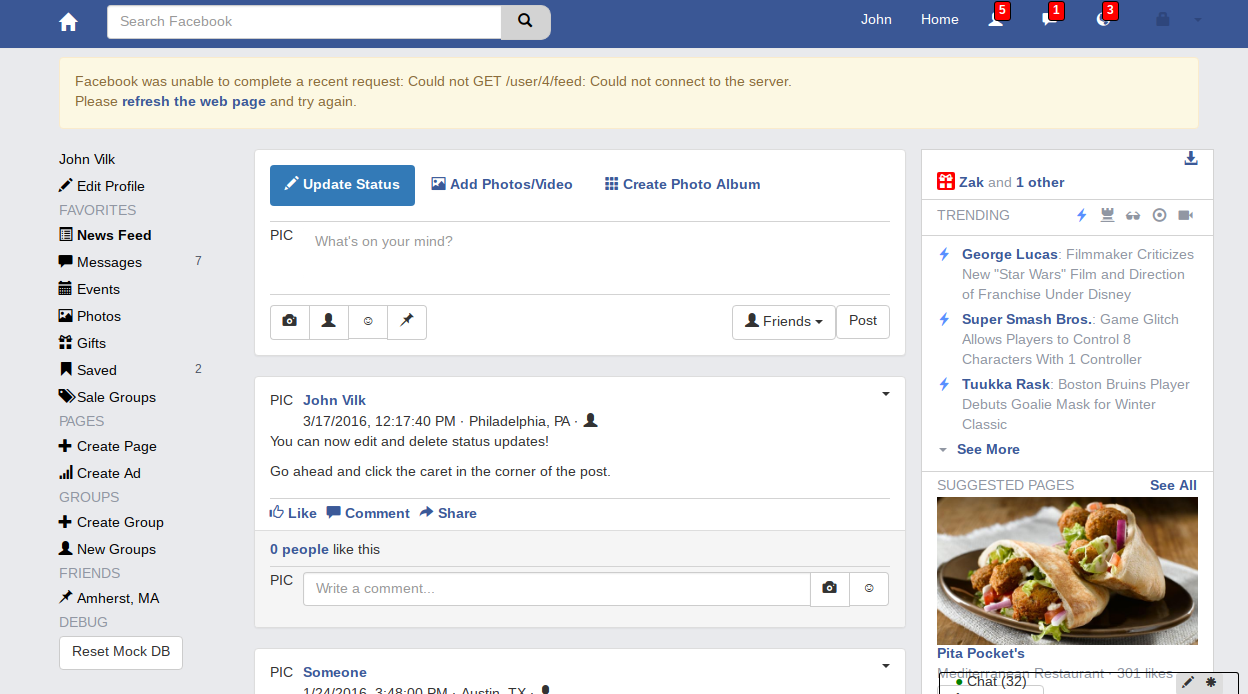 Search Facebook
John
Home
5
1
3
Facebook was unable to complete a recent request: Could not GET /user/4/feed: Could not connect to the server.
Please refresh the web page and try again.
John Vilk
Edit Profile
FAVORITES
News Feed
Messages 7
Events
Photos
Gifts
Saved 2
Sale Groups
PAGES
Create Page
Create Ad
GROUPS
Create Group
New Groups
FRIENDS
Amherst, MA
DEBUG
Reset Mock DB
Update Status
Add Photos/Video
Create Photo Album
PIC
What's on your mind?
Friends
Post
PIC
John Vilk
3/17/2016, 12:17:40 PM · Philadelphia, PA ·
You can now edit and delete status updates!
Go ahead and click the caret in the corner of the post.
Like
Comment
Share
0 people like this
PIC
Write a comment...
PIC
Someone
1/24/2016, 3:48:00 PM · Austin, TX ·
Zak and 1 other
TRENDING
George Lucas: Filmmaker Criticizes
New "Star Wars" Film and Direction
of Franchise Under Disney
Super Smash Bros.: Game Glitch
Allows Players to Control 8
Characters With 1 Controller
Tuukka Rask: Boston Bruins Player
Debuts Goalie Mask for Winter
Classic
See More
SUGGESTED PAGES
See All
Pita Pocket's
Mediterranean Restaurant · 301 likes
Chat (32)